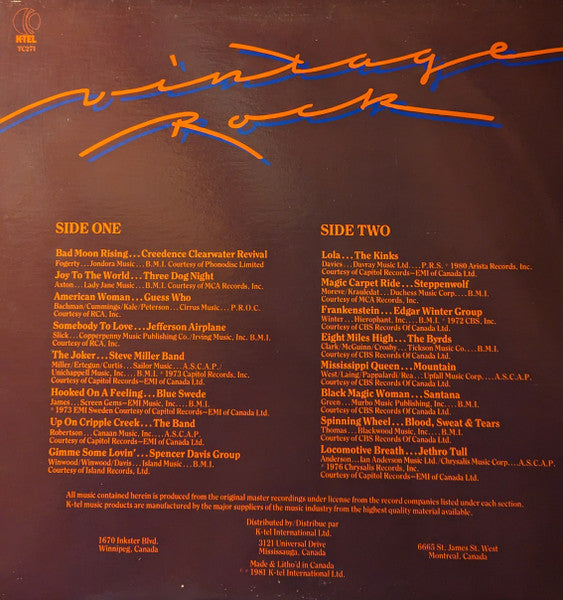 K-TEL
TC271
vintage
Rock
SIDE ONE
Bad Moon Rising...Creedence Clearwater Revival
Fogerty...Jondora Music...B.M.I. Courtesy of Phonodisc Limited
Joy To The World...Three Dog Night
Axton...Lady Jane Music...B.M.I. Courtesy of MCA Records, Inc.
American Woman...Guess Who
Bachman/Cummings/Kale/Peterson...Cirrus Music...P.R.O.C.
Courtesy of RCA, Inc.
Somebody To Love...Jefferson Airplane
Slick...Copperpenny Music Publishing Co./Irving Music, Inc. B.M.I.
Courtesy of RCA, Inc.
The Joker...Steve Miller Band
Miller/Ertegun/Curtis...Sailor Music...A.S.C.A.P./
Unichappell Music, Inc....B.M.I. ℗ 1973 Capitol Records, Inc.
Courtesy of Capitol Records-EMI of Canada Ltd.
Hooked On A Feeling...Blue Swede
James...Screen Gems-EMI Music, Inc....B.M.I.
℗ 1973 EMI Sweden Courtesy of Capitol Records-EMI of Canada Ltd.
Up On Cripple Creek...The Band
Robertson...Canaan Music, Inc....A.S.C.A.P.
Courtesy of Capitol Records-EMI of Canada Ltd.
Gimme Some Lovin'...Spencer Davis Group
Winwood/Winwood/Davis...Island Music...B.M.I.
Courtesy of Island Records, Ltd.
SIDE TWO
Lola...The Kinks
Davies...Davray Music Ltd....P.R.S. ℗ 1980 Arista Records, Inc.
Courtesy of Capitol Records-EMI of Canada Ltd.
Magic Carpet Ride...Steppenwolf
Moreve/Krauledat...Duchess Music Corp....B.M.I.
Courtesy of MCA Records, Inc.
Frankenstein...Edgar Winter Group
Winter...Hierophant, Inc....B.M.I. ℗ 1972 CBS, Inc.
Courtesy of CBS Records Of Canada Ltd.
Eight Miles High...The Byrds
Clark/McGuinn/Crosby...Tickson Music Co....B.M.I.
Courtesy of CBS Records Of Canada Ltd.
Mississippi Queen...Mountain
West/Laing/Pappalardi/Rea...Upfall Music Corp....A.S.C.A.P.
Courtesy of CBS Records Of Canada Ltd.
Black Magic Woman...Santana
Green...Murbo Music Publishing, Inc....B.M.I.
Courtesy of CBS Records Of Canada Ltd.
Spinning Wheel...Blood, Sweat & Tears
Thomas...Blackwood Music, Inc....B.M.I.
Courtesy of CBS Records Of Canada Ltd.
Locomotive Breath...Jethro Tull
Anderson...Ian Anderson Music Ltd./Chrysalis Music Corp....A.S.C.A.P.
℗ 1976 Chrysalis Records, Inc.
Courtesy of Capitol Records-EMI of Canada Ltd.
All music contained herein is produced from the original master recordings under license from the record companies listed under each section.
K-tel music products are manufactured by the major suppliers of the music industry from the highest quality material available.
Distributed by/Distribue par
K-tel International Ltd.
1670 Inkster Blvd.
Winnipeg, Canada
3121 Universal Drive
Mississauga, Canada
6665 St. James St. West
Montreal, Canada
Made & Litho'd in Canada
© 1981 K-tel International Ltd.